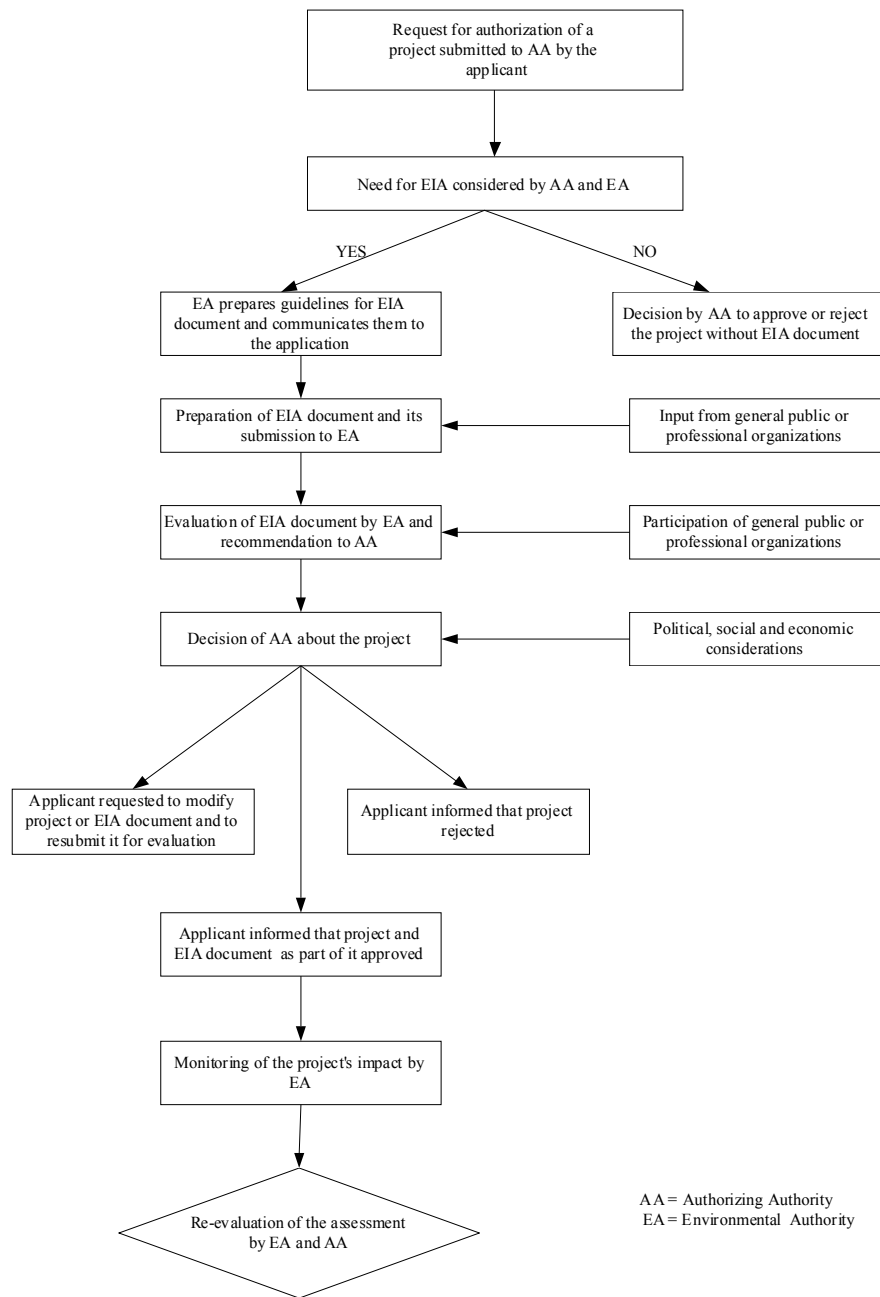 Request for authorization of a
project submitted to AA by the
applicant
Need for EIA considered by AA and EA
YES
NO
EA prepares guidelines for EIA
document and communicates them to
the application
Decision by AA to approve or reject
the project without EIA document
Preparation of EIA document and its
submission to EA
Input from general public or
professional organizations
Evaluation of EIA document by EA and
recommendation to AA
Participation of general public or
professional organizations
Decision of AA about the project
Political, social and economic
considerations
Applicant requested to modify
project or EIA document and to
resubmit it for evaluation
Applicant informed that project
rejected
Applicant informed that project and
EIA document as part of it approved
Monitoring of the project's impact by
EA
Re-evaluation of the assessment
by EA and AA
AA = Authorizing Authority
EA = Environmental Authority